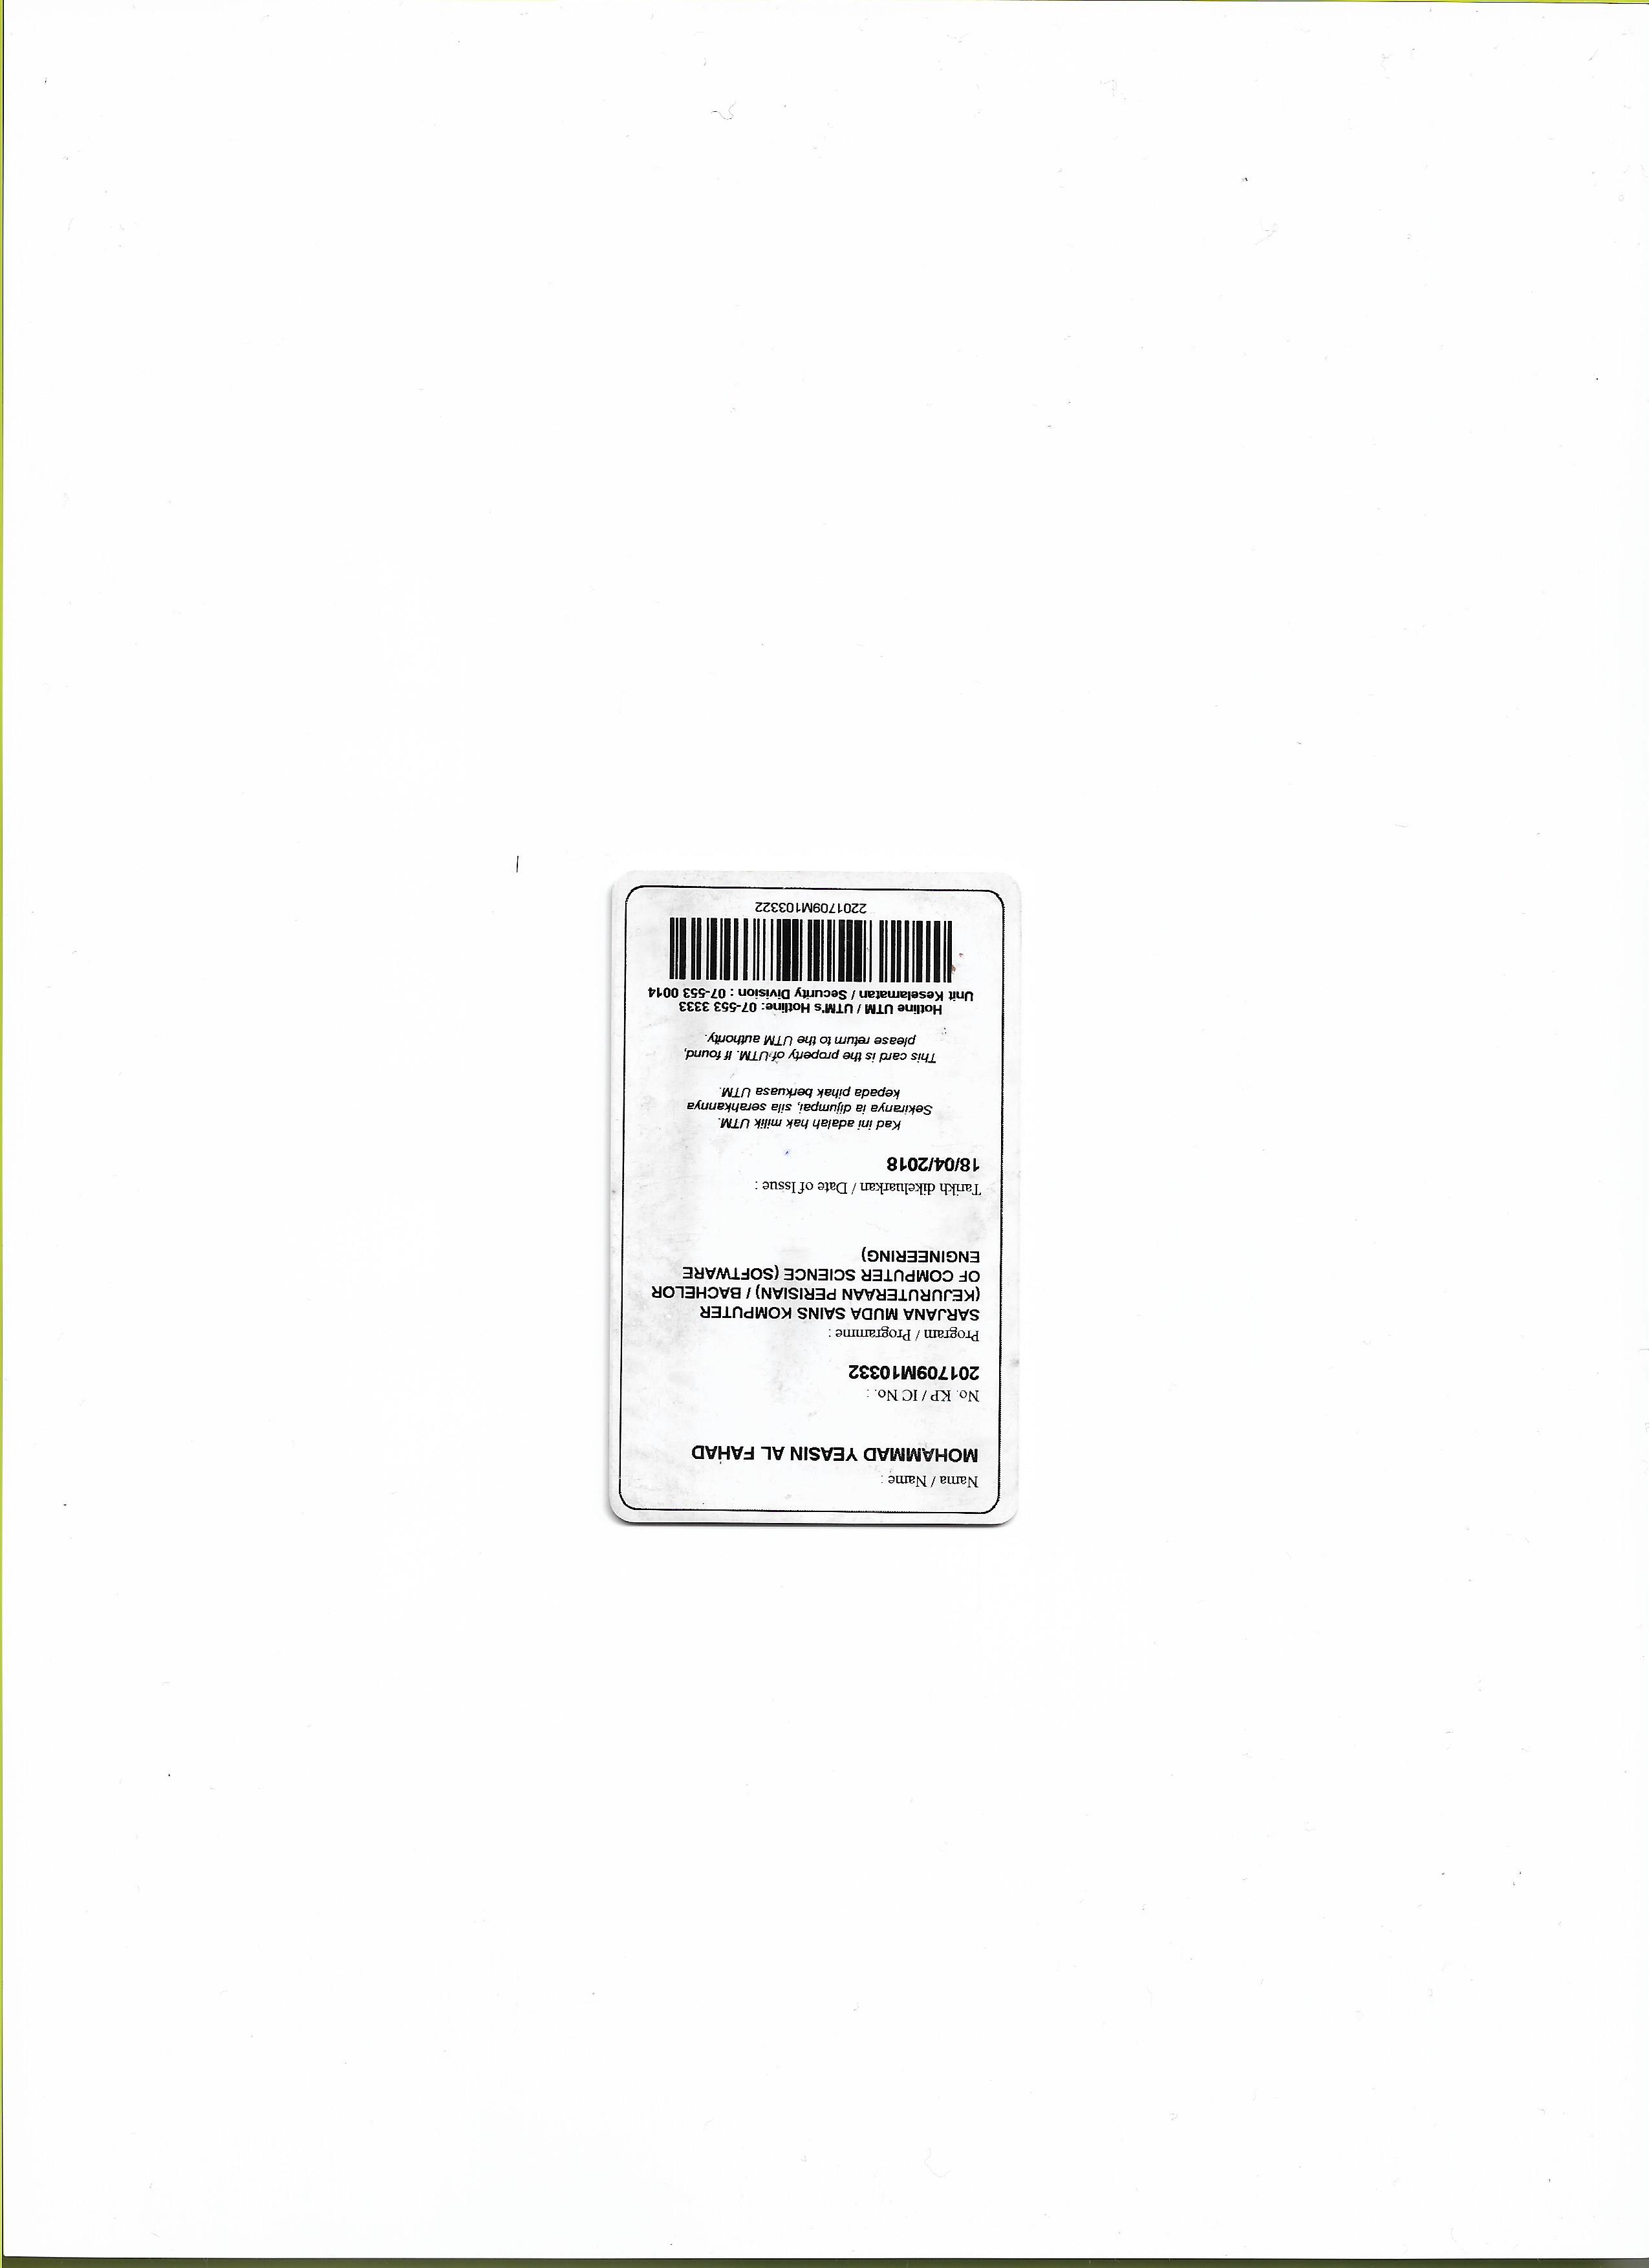 Nama / Name :
MOHAMMAD YEASIN AL FAHAD
No. KP / IC No. :
201709M10332
Program / Programme :
SARJANA MUDA SAINS KOMPUTER
(KEJURUTERAAN PERISIAN) / BACHELOR
OF COMPUTER SCIENCE (SOFTWARE
ENGINEERING)
Tarikh dikeluarkan / Date of Issue :
18/04/2018
Kad ini adalah hak milik UTM.
Sekiranya ia dijumpai, sila serahkannya
kepada pihak berkuasa UTM.
This card is the property of UTM. If found,
please return to the UTM authority.
Hotline UTM / UTM's Hotline: 07-553 3333
Unit Keselamatan / Security Division : 07-553 0014
2201709M103322